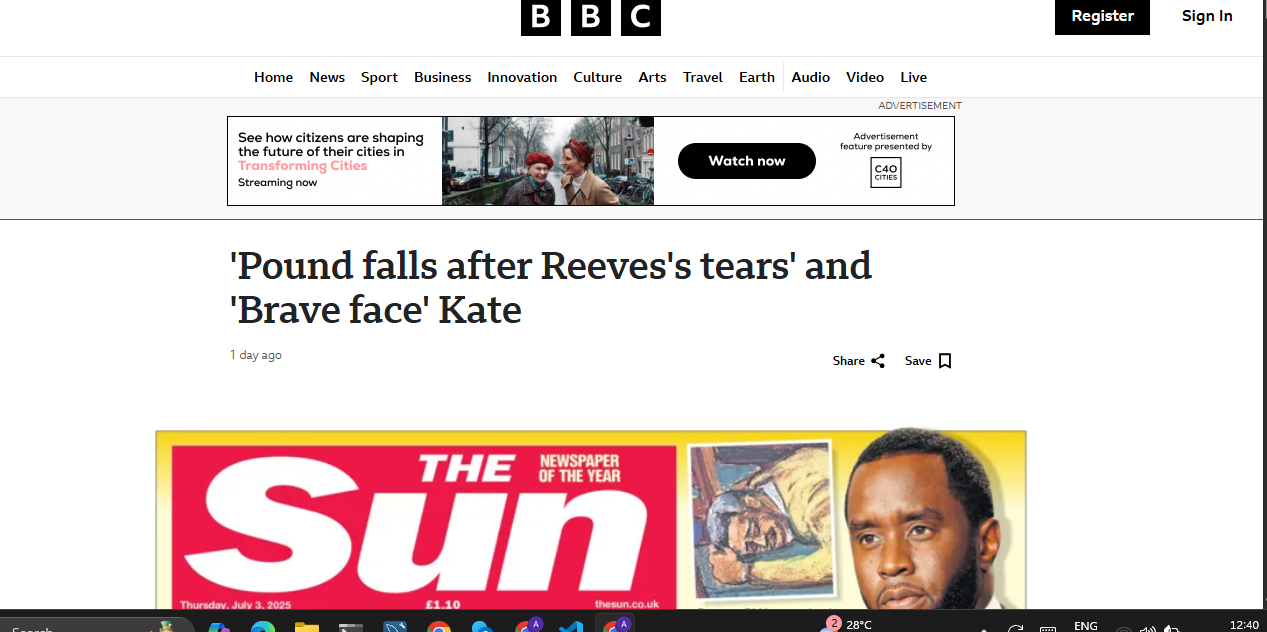 BBC
Register
Sign In
Home News Sport Business Innovation Culture Arts Travel Earth Audio Video Live
ADVERTISEMENT
See how citizens are shaping
the future of their cities in
Transforming Cities
Streaming now
Watch now
Advertisement
feature presented by
C40
CITIES
'Pound falls after Reeves's tears' and
'Brave face' Kate
1 day ago
Share
Save
THE
Sun
NEWSPAPER
OF THE YEAR
Thursday, July 3, 2025
£1.10
thesun.co.uk
Search
A
A
2
28°C
ENG
12:40